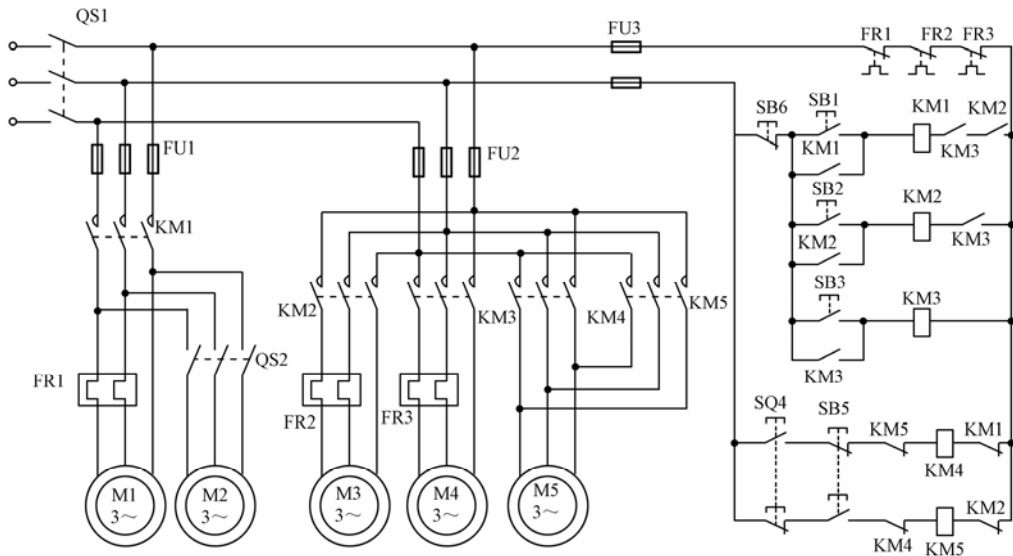 QS1
FU3
FR1 FR2 FR3
SB6 SB1 KM1 KM2
KM1 KM3
FU1 FU2
SB2 KM2
KM1
KM2 KM3
SB3 KM3
KM2 KM3 KM4 KM5
QS2
KM3
FR1
FR2 FR3
SQ4 SB5 KM5 KM1
KM4
M1 3～ M2 3～ M3 3～ M4 3～ M5 3～
KM2
KM4 KM5